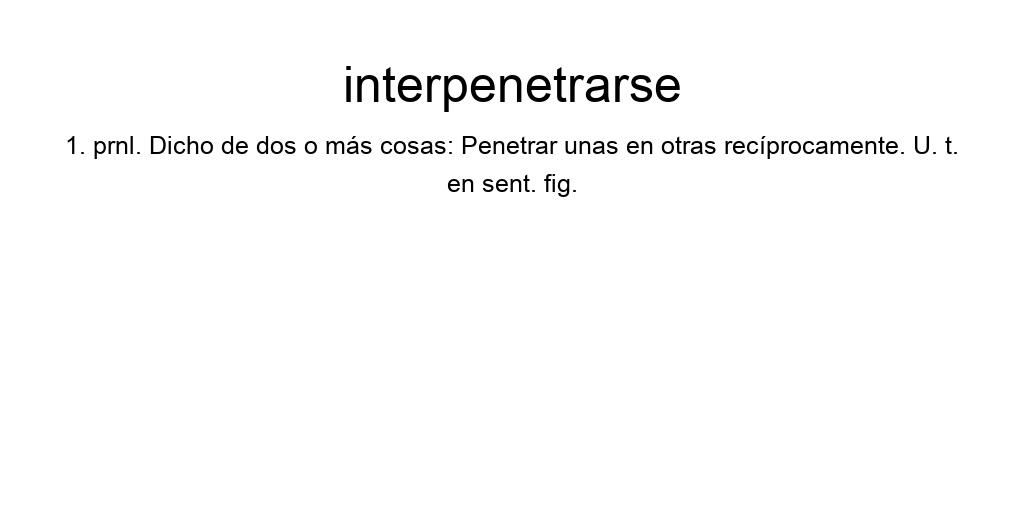 interpenetrarse
1. prnl. Dicho de dos o más cosas: Penetrar unas en otras recíprocamente. U. t.
en sent. fig.